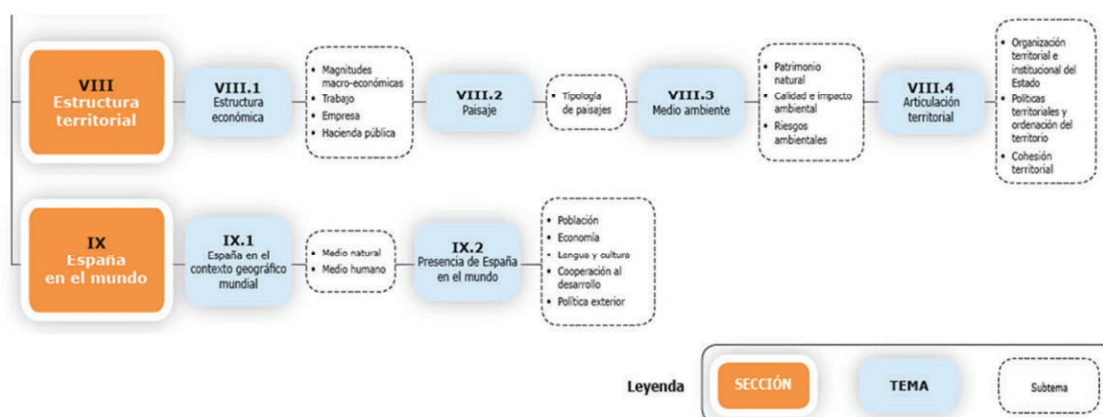 VIII
Estructura
territorial
VIII.1
Estructura
económica
• Magnitudes
macro-económicas
• Trabajo
• Empresa
• Hacienda pública
VIII.2
Paisaje
• Tipología
de paisajes
VIII.3
Medio ambiente
• Patrimonio
natural
• Calidad e impacto
ambiental
• Riesgos
ambientales
VIII.4
Articulación
territorial
• Organización
territorial e
institucional del
Estado
• Políticas
territoriales y
ordenación del
territorio
• Cohesión
territorial
IX
España
en el mundo
IX.1
España en el
contexto geográfico
mundial
• Medio natural
• Medio humano
IX.2
Presencia de España
en el mundo
• Población
• Economía
• Lengua y cultura
• Cooperación al
desarrollo
• Política exterior
Leyenda
SECCIÓN
TEMA
Subtema